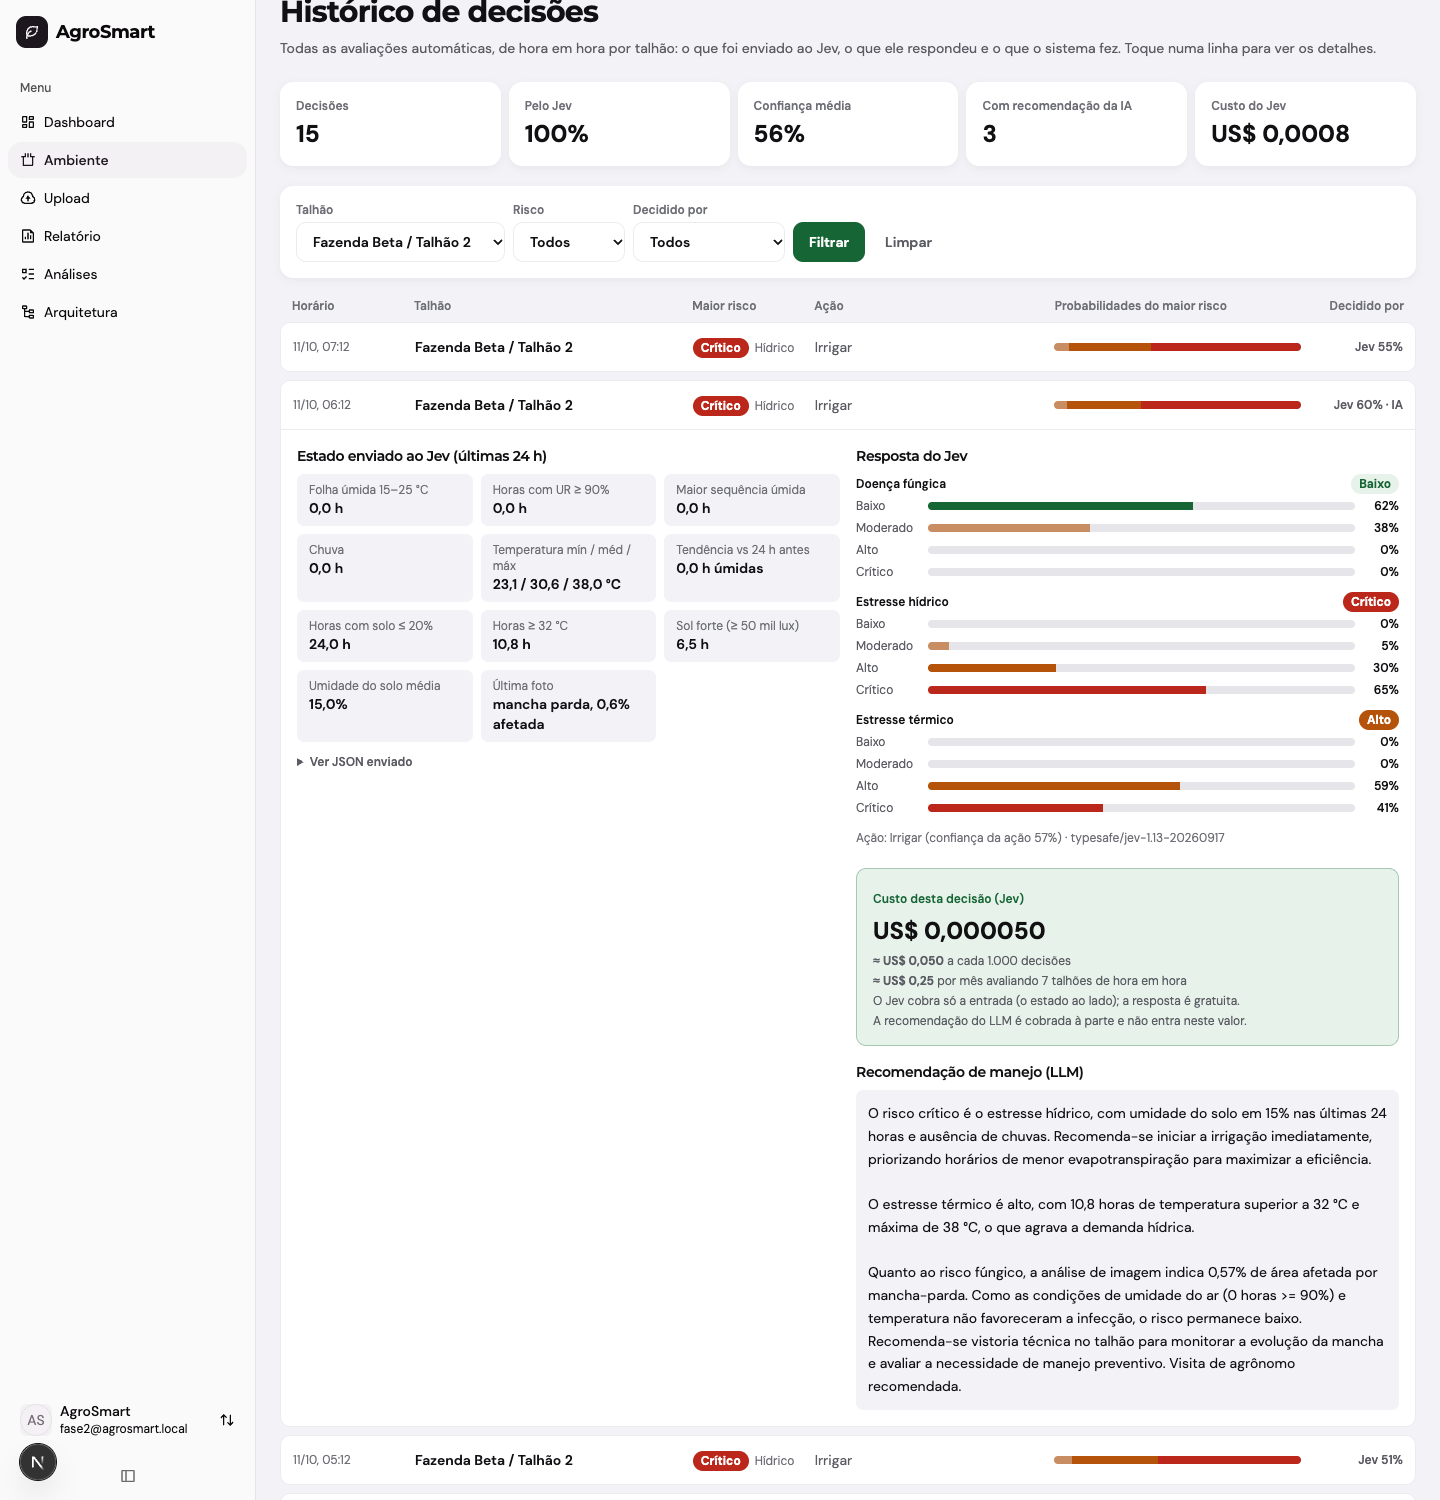 AgroSmart
Menu
Dashboard
Ambiente
Upload
Relatório
Análises
Arquitetura
AS
AgroSmart
fase2@agrosmart.local
N
Histórico de decisões
Todas as avaliações automáticas, de hora em hora por talhão: o que foi enviado ao Jev, o que ele respondeu e o que o sistema fez. Toque numa linha para ver os detalhes.
Decisões
15
Pelo Jev
100%
Confiança média
56%
Com recomendação da IA
3
Custo do Jev
US$ 0,0008
Talhão Risco Decidido por
Fazenda Beta / Talhão 2 Todos Todos Filtrar Limpar
Horário Talhão Maior risco Ação Probabilidades do maior risco Decidido por
11/10, 07:12 Fazenda Beta / Talhão 2 Crítico Hídrico Irrigar Jev 55%
11/10, 06:12 Fazenda Beta / Talhão 2 Crítico Hídrico Irrigar Jev 60% · IA
Estado enviado ao Jev (últimas 24 h)
Folha úmida 15–25 °C
0,0 h
Horas com UR ≥ 90%
0,0 h
Maior sequência úmida
0,0 h
Chuva
0,0 h
Temperatura mín / méd /
máx
23,1 / 30,6 / 38,0 °C
Tendência vs 24 h antes
0,0 h úmidas
Horas com solo ≤ 20%
24,0 h
Horas ≥ 32 °C
10,8 h
Sol forte (≥ 50 mil lux)
6,5 h
Umidade do solo média
15,0%
Última foto
mancha parda, 0,6%
afetada
Ver JSON enviado
Resposta do Jev
Doença fúngica Baixo
Baixo 62%
Moderado 38%
Alto 0%
Crítico 0%
Estresse hídrico Crítico
Baixo 0%
Moderado 5%
Alto 30%
Crítico 65%
Estresse térmico Alto
Baixo 0%
Moderado 0%
Alto 59%
Crítico 41%
Ação: Irrigar (confiança da ação 57%) · typesafe/jev-1.13-20260917
Custo desta decisão (Jev)
US$ 0,000050
≈ US$ 0,050 a cada 1.000 decisões
≈ US$ 0,25 por mês avaliando 7 talhões de hora em hora
O Jev cobra só a entrada (o estado ao lado); a resposta é gratuita.
A recomendação do LLM é cobrada à parte e não entra neste valor.
Recomendação de manejo (LLM)
O risco crítico é o estresse hídrico, com umidade do solo em 15% nas últimas 24
horas e ausência de chuvas. Recomenda-se iniciar a irrigação imediatamente,
priorizando horários de menor evapotranspiração para maximizar a eficiência.
O estresse térmico é alto, com 10,8 horas de temperatura superior a 32 °C e
máxima de 38 °C, o que agrava a demanda hídrica.
Quanto ao risco fúngico, a análise de imagem indica 0,57% de área afetada por
mancha-parda. Como as condições de umidade do ar (0 horas >= 90%) e
temperatura não favoreceram a infecção, o risco permanece baixo.
Recomenda-se vistoria técnica no talhão para monitorar a evolução da mancha
e avaliar a necessidade de manejo preventivo. Visita de agrônomo
recomendada.
11/10, 05:12 Fazenda Beta / Talhão 2 Crítico Hídrico Irrigar Jev 51%